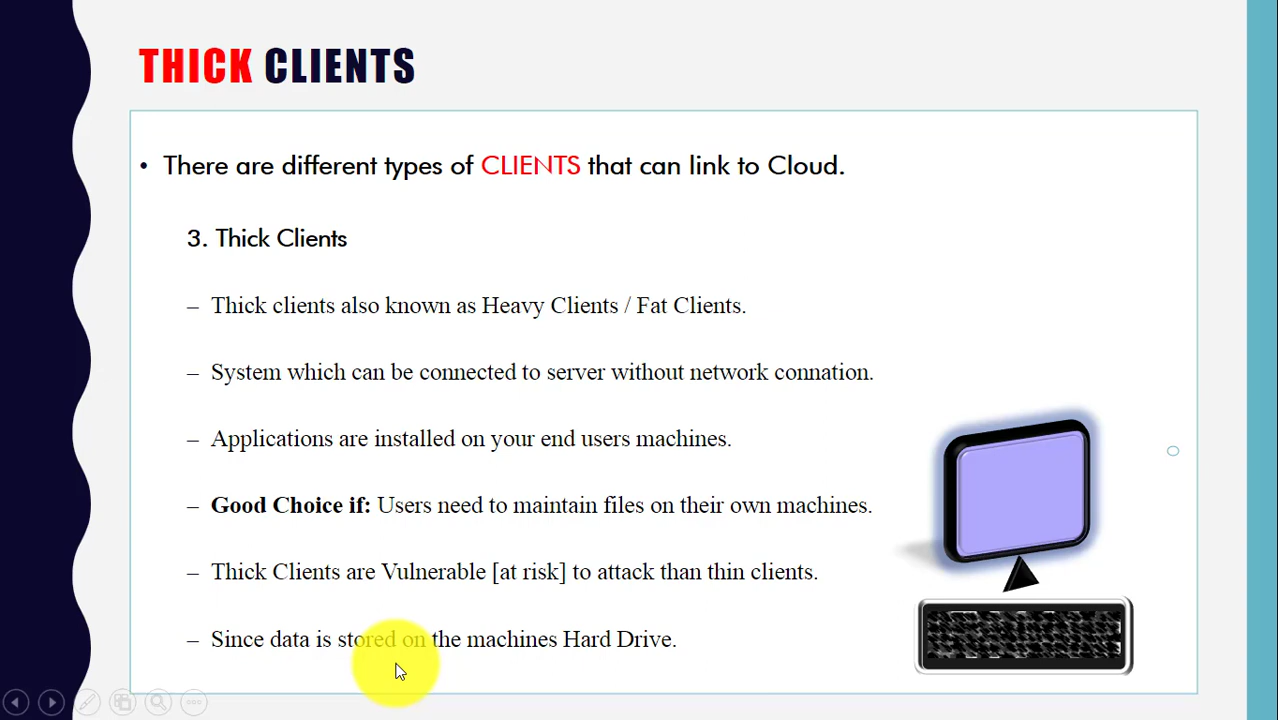 THICK CLIENTS
• There are different types of CLIENTS that can link to Cloud.
3. Thick Clients
– Thick clients also known as Heavy Clients / Fat Clients.
– System which can be connected to server without network connation.
– Applications are installed on your end users machines.
– Good Choice if: Users need to maintain files on their own machines.
– Thick Clients are Vulnerable [at risk] to attack than thin clients.
– Since data is stored on the machines Hard Drive.